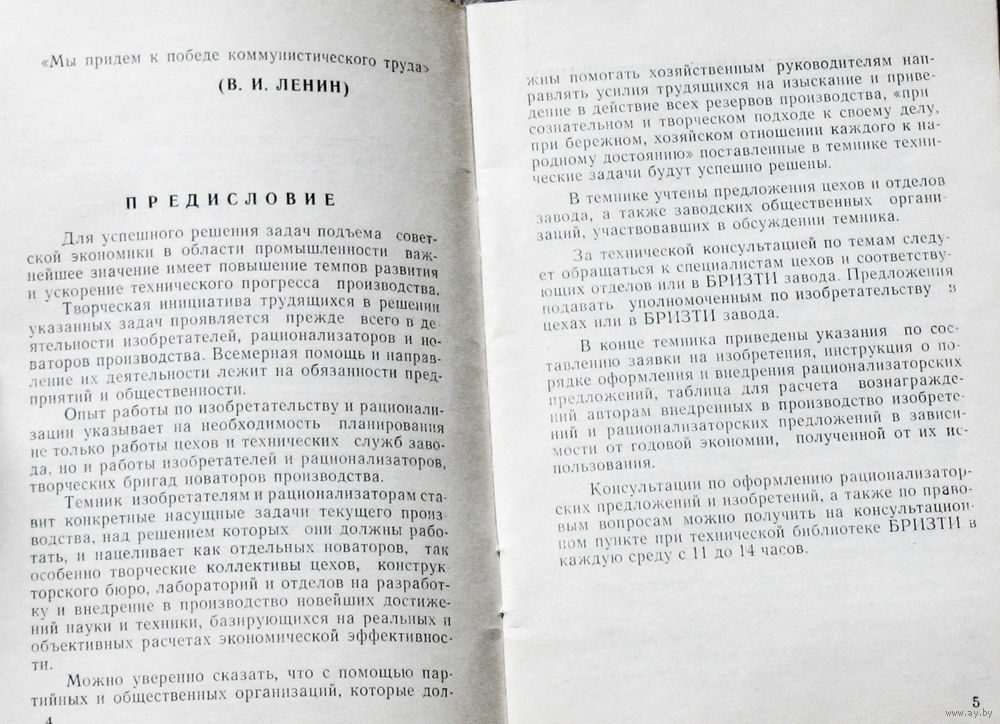 «Мы придем к победе коммунистического труда»
(В. И. ЛЕНИН)
ПРЕДИСЛОВИЕ
Для успешного решения задач подъема совет-
ской экономики в области промышленности важ-
нейшее значение имеет повышение темпов развития
и ускорение технического прогресса производства.
Творческая инициатива трудящихся в решении
указанных задач проявляется прежде всего в де-
ятельности изобретателей, рационализаторов и но-
ваторов производства. Всемерная помощь и направ-
ление их деятельности лежит на обязанности пред-
приятий и общественности.
Опыт работы по изобретательству и рационали-
зации указывает на необходимость планирования
не только работы цехов и технических служб заво-
да, но и работы изобретателей и рационализаторов,
творческих бригад новаторов производства.
Темник изобретателям и рационализаторам ста-
вит конкретные насущные задачи текущего произ-
водства, над решением которых они должны рабо-
тать, и нацеливает как отдельных новаторов, так
особенно творческие коллективы цехов, конструк-
торского бюро, лабораторий и отделов на разработ-
ку и внедрение в производство новейших достиже-
ний науки и техники, базирующихся на реальных и
объективных расчетах экономической эффективнос-
ти.
Можно уверенно сказать, что с помощью пар-
тийных и общественных организаций, которые дол-
4
жны помогать хозяйственным руководителям нап-
равлять усилия трудящихся на изыскание и приве-
дение в действие всех резервов производства, «при
сознательном и творческом подходе к своему делу,
при бережном, хозяйском отношении каждого к на-
родному достоянию» поставленные в темнике техни-
ческие задачи будут успешно решены.
В темнике учтены предложения цехов и отделов
завода, а также заводских общественных органи-
заций, участвовавших в обсуждении темника.
За технической консультацией по темам следу-
ет обращаться к специалистам цехов и соответству-
ющих отделов или в БРИЗТИ завода. Предложения
подавать уполномоченным по изобретательству в
цехах или в БРИЗТИ завода.
В конце темника приведены указания по сос-
тавлению заявки на изобретения, инструкция о по-
рядке оформления и внедрения рационализаторских
предложений, таблица для расчета вознагражде-
ний авторам внедренных в производство изобрете-
ний и рационализаторских предложений в зависи-
мости от годовой экономии, полученной от их ис-
пользования.
Консультации по оформлению рационализатор-
ских предложений и изобретений, а также по право-
вым вопросам можно получить на консультацион-
ном пункте при технической библиотеке БРИЗТИ в
каждую среду с 11 до 14 часов.
5
www.ay.by